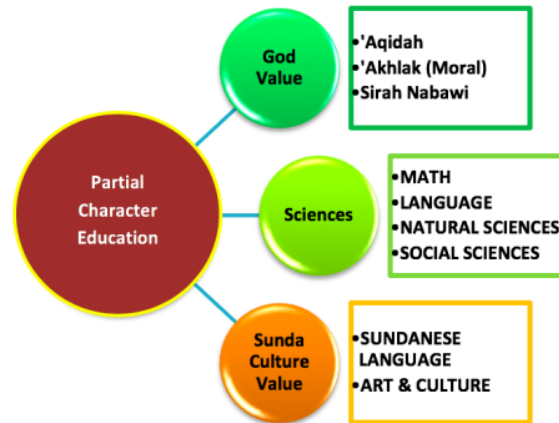 Partial
Character
Education
God
Value
•'Aqidah
•'Akhlak (Moral)
•Sirah Nabawi
Sciences
•MATH
•LANGUAGE
•NATURAL SCIENCES
•SOCIAL SCIENCES
Sunda
Culture
Value
•SUNDANESE
LANGUAGE
•ART & CULTURE